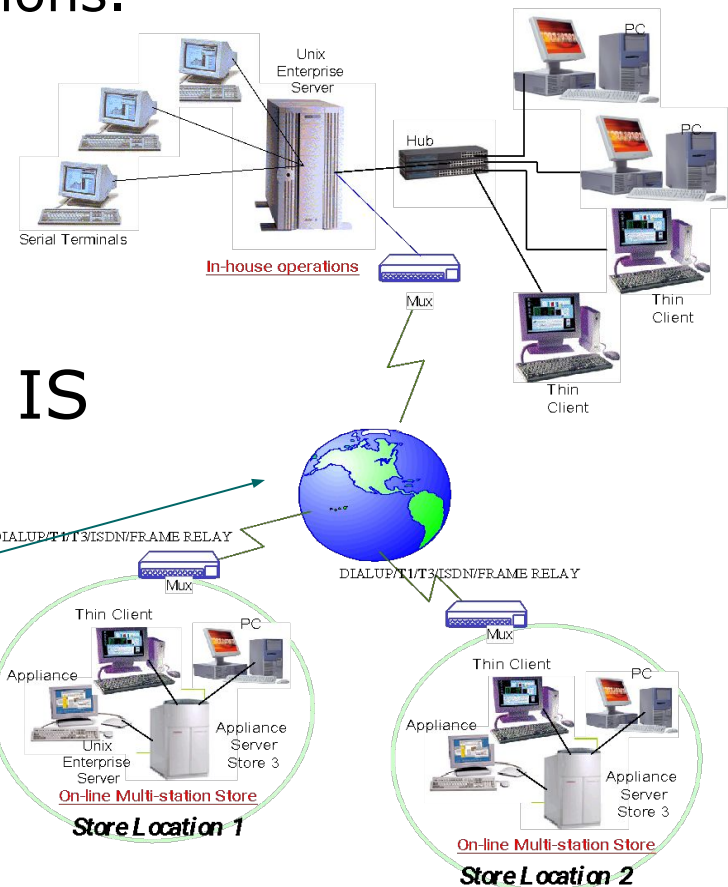 ions:
PC
Unix
Enterprise
Server
Hub
PC
Serial Terminals
In-house operations
Mux
Thin
Client
Thin
Client
IS
DIALUP/T1/T3/ISDN/FRAME RELAY
Mux
DIALUP/T1/T3/ISDN/FRAME RELAY
Mux
Thin Client
PC
Appliance
Unix
Enterprise
Server
Appliance
Server
Store 3
On-line Multi-station Store
Store Location 1
Thin Client
PC
Appliance
Appliance
Server
Store 3
On-line Multi-station Store
Store Location 2